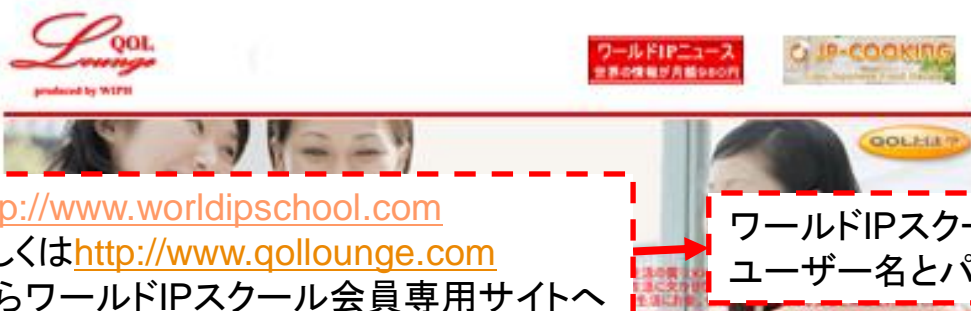 QOL
Lounge
produced by WIPH
ワールドIPニュース
世界の情報が月額980円
JP-COOKING
QOLとは?
p://www.worldipschool.com
しくはhttp://www.qollounge.com
らワールドIPスクール会員専用サイトへ
ワールドIPスク
ユーザー名とパ